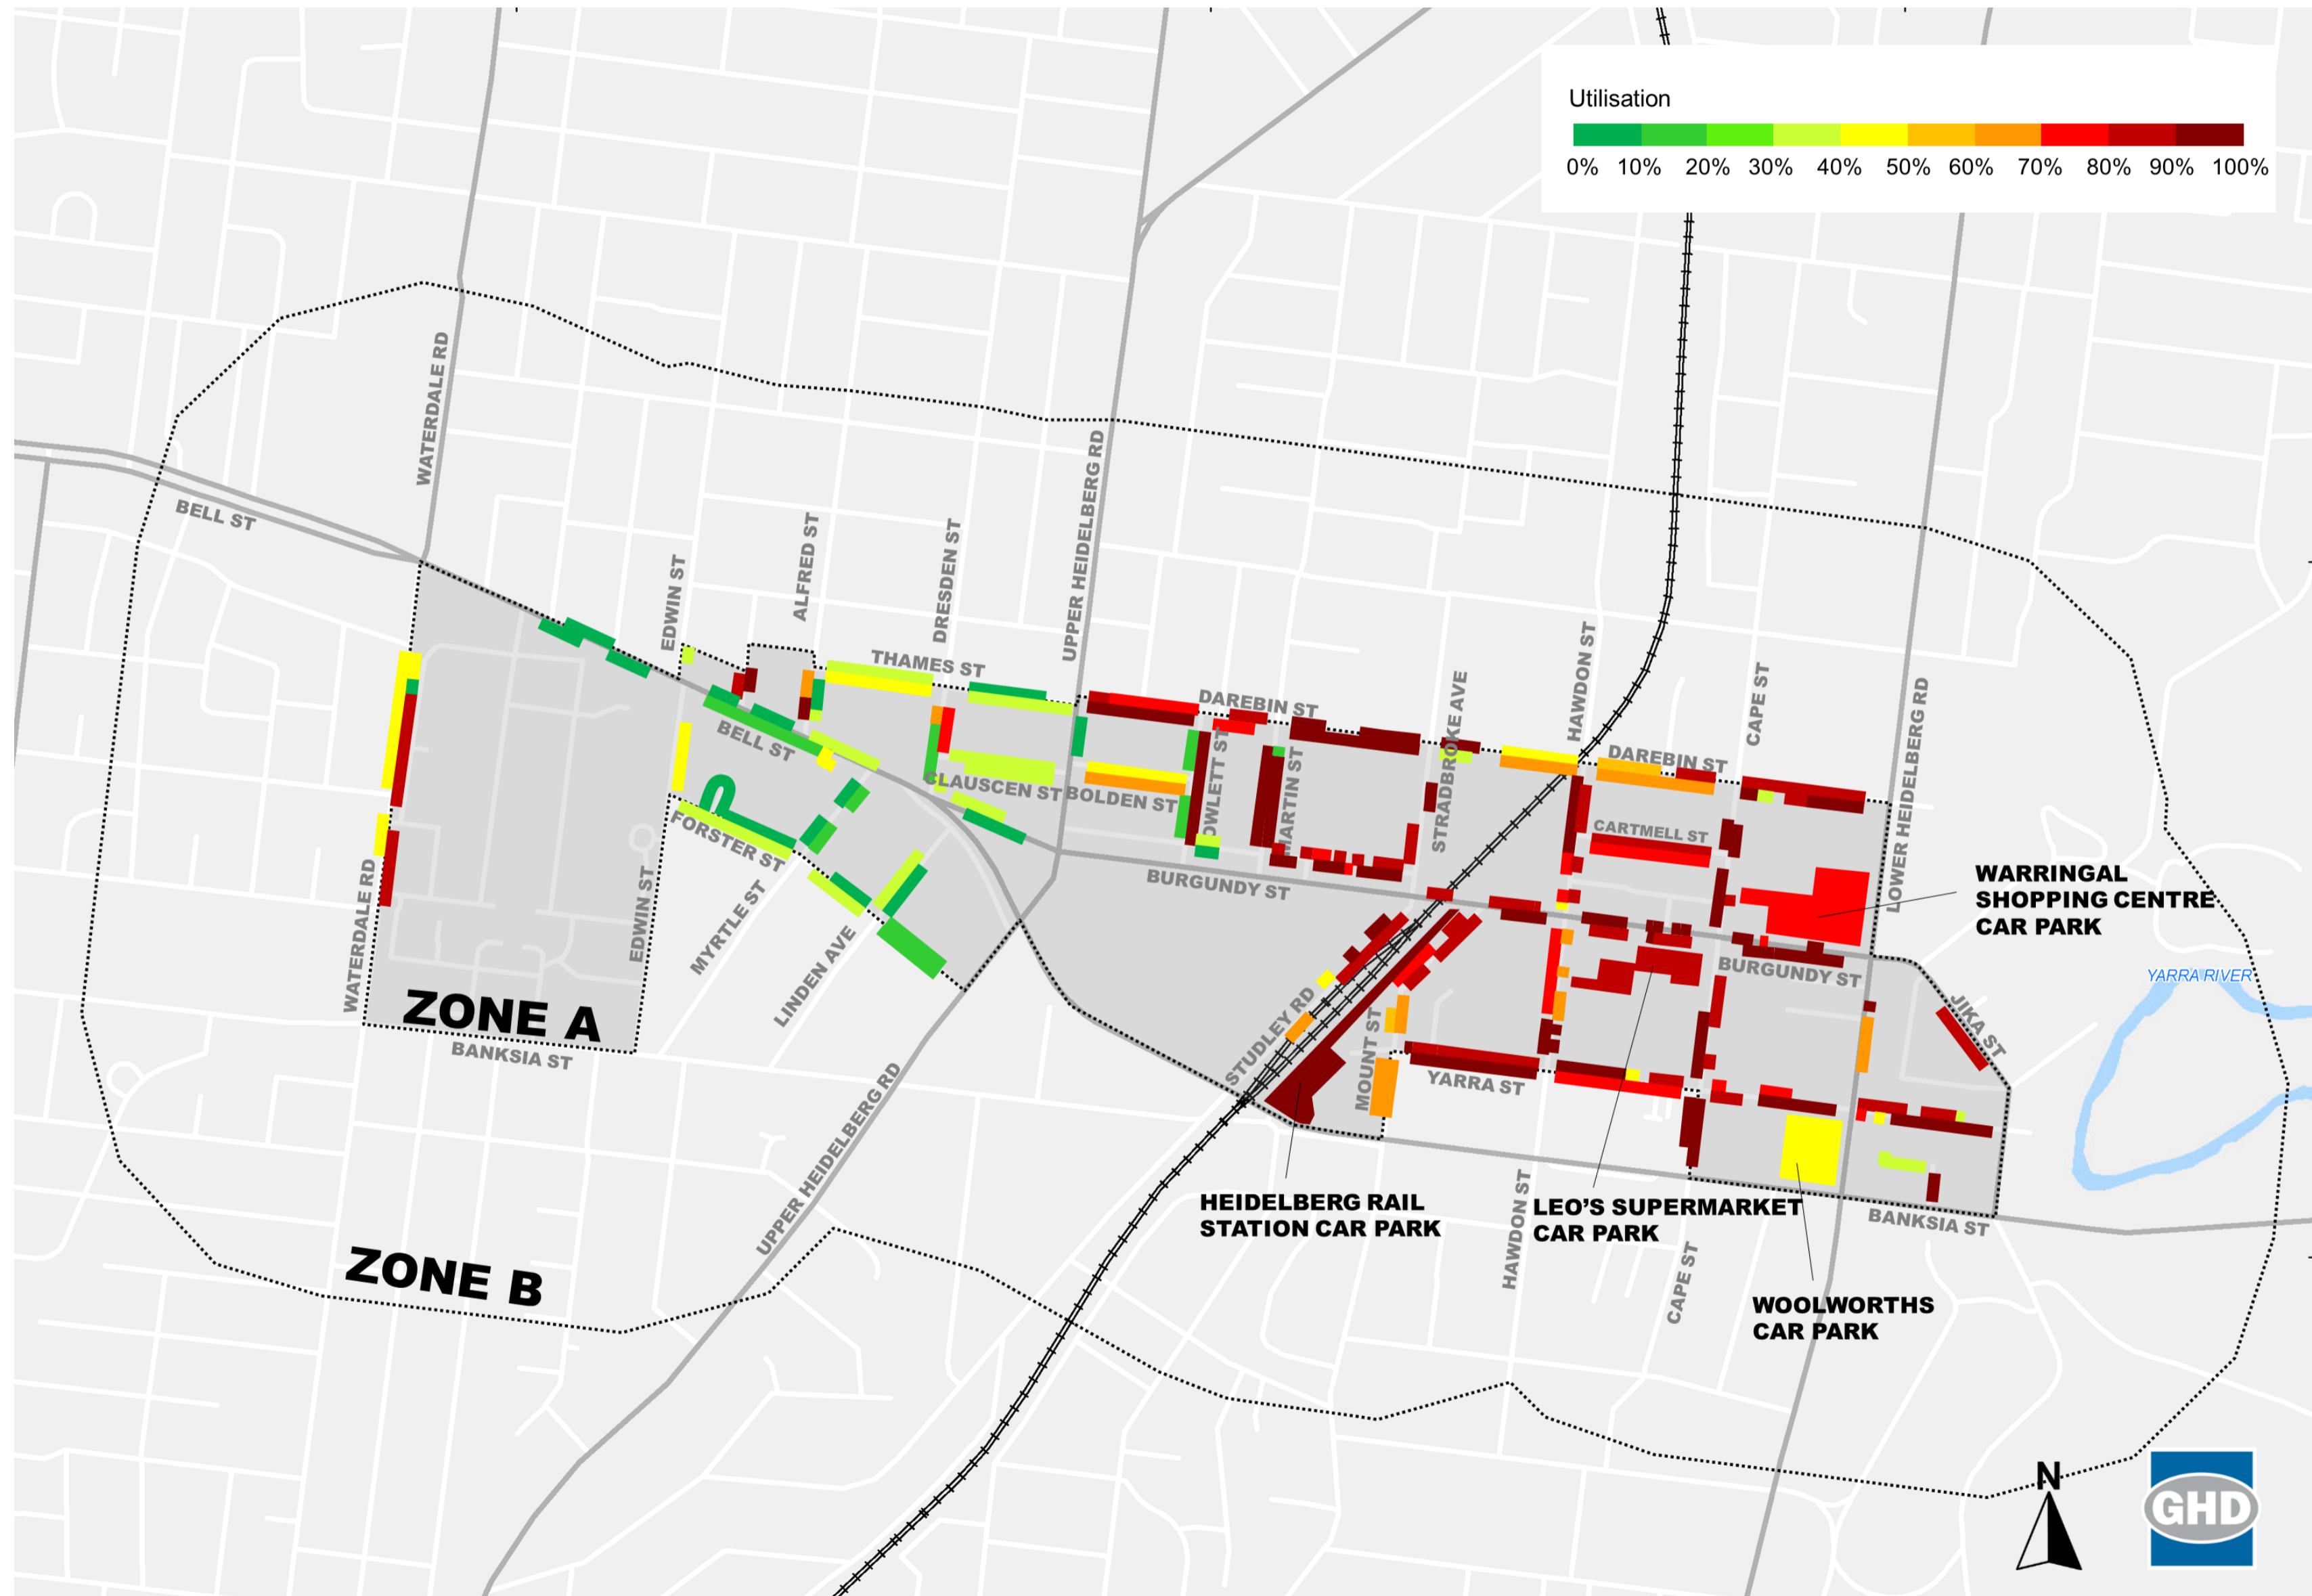 Utilisation
0% 10% 20% 30% 40% 50% 60% 70% 80% 90% 100%
WATERDALE RD
BELL ST
UPPER HEIDELBERG RD
EDWIN ST
ALFRED ST
DRESDEN ST
THAMES ST
DAREBIN ST
HAWDON ST
STRADBROKE AVE
CAPE ST
LOWER HEIDELBERG RD
DAREBIN ST
BELL ST
CLAUSCEN ST
BOLDEN ST
OWLETT ST
MARTIN ST
CARTMELL ST
FORSTER ST
BURGUNDY ST
WARRINGAL
SHOPPING CENTRE
CAR PARK
WATERDALE RD
EDWIN ST
MYRTLE ST
LINDEN AVE
BURGUNDY ST
YARRA RIVER
JIKA ST
ZONE A
BANKSIA ST
STUDLEY RD
MOUNT ST
YARRA ST
UPPER HEIDELBERG RD
HEIDELBERG RAIL
STATION CAR PARK
HAWDON ST
LEO'S SUPERMARKET
CAR PARK
CAPE ST
BANKSIA ST
ZONE B
WOOLWORTHS
CAR PARK
N
GHD